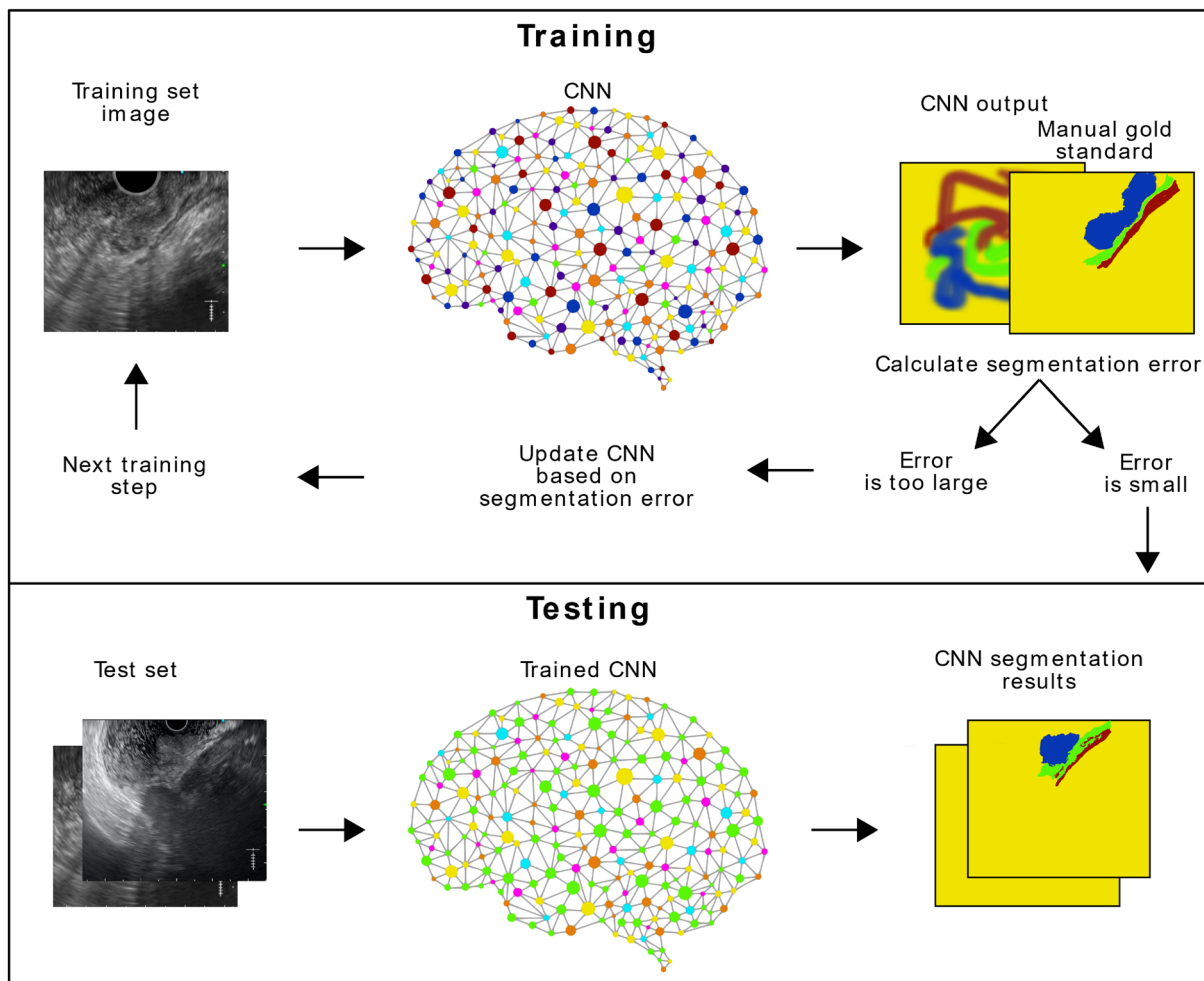 Training
Training set
image
CNN
CNN output
Manual gold
standard
Calculate segmentation error
Error
is too large
Error
is small
Update CNN
based on
segmentation error
Next training
step
Testing
Test set
Trained CNN
CNN segmentation
results